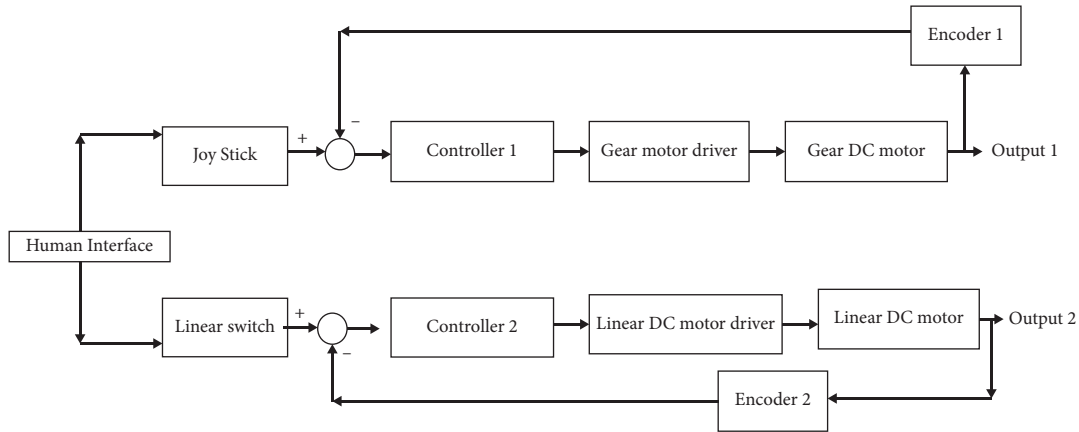 Encoder 1
+
−
Joy Stick
Controller 1
Gear motor driver
Gear DC motor
Output 1
Human Interface
Linear switch
+
−
Controller 2
Linear DC motor driver
Linear DC motor
Output 2
Encoder 2